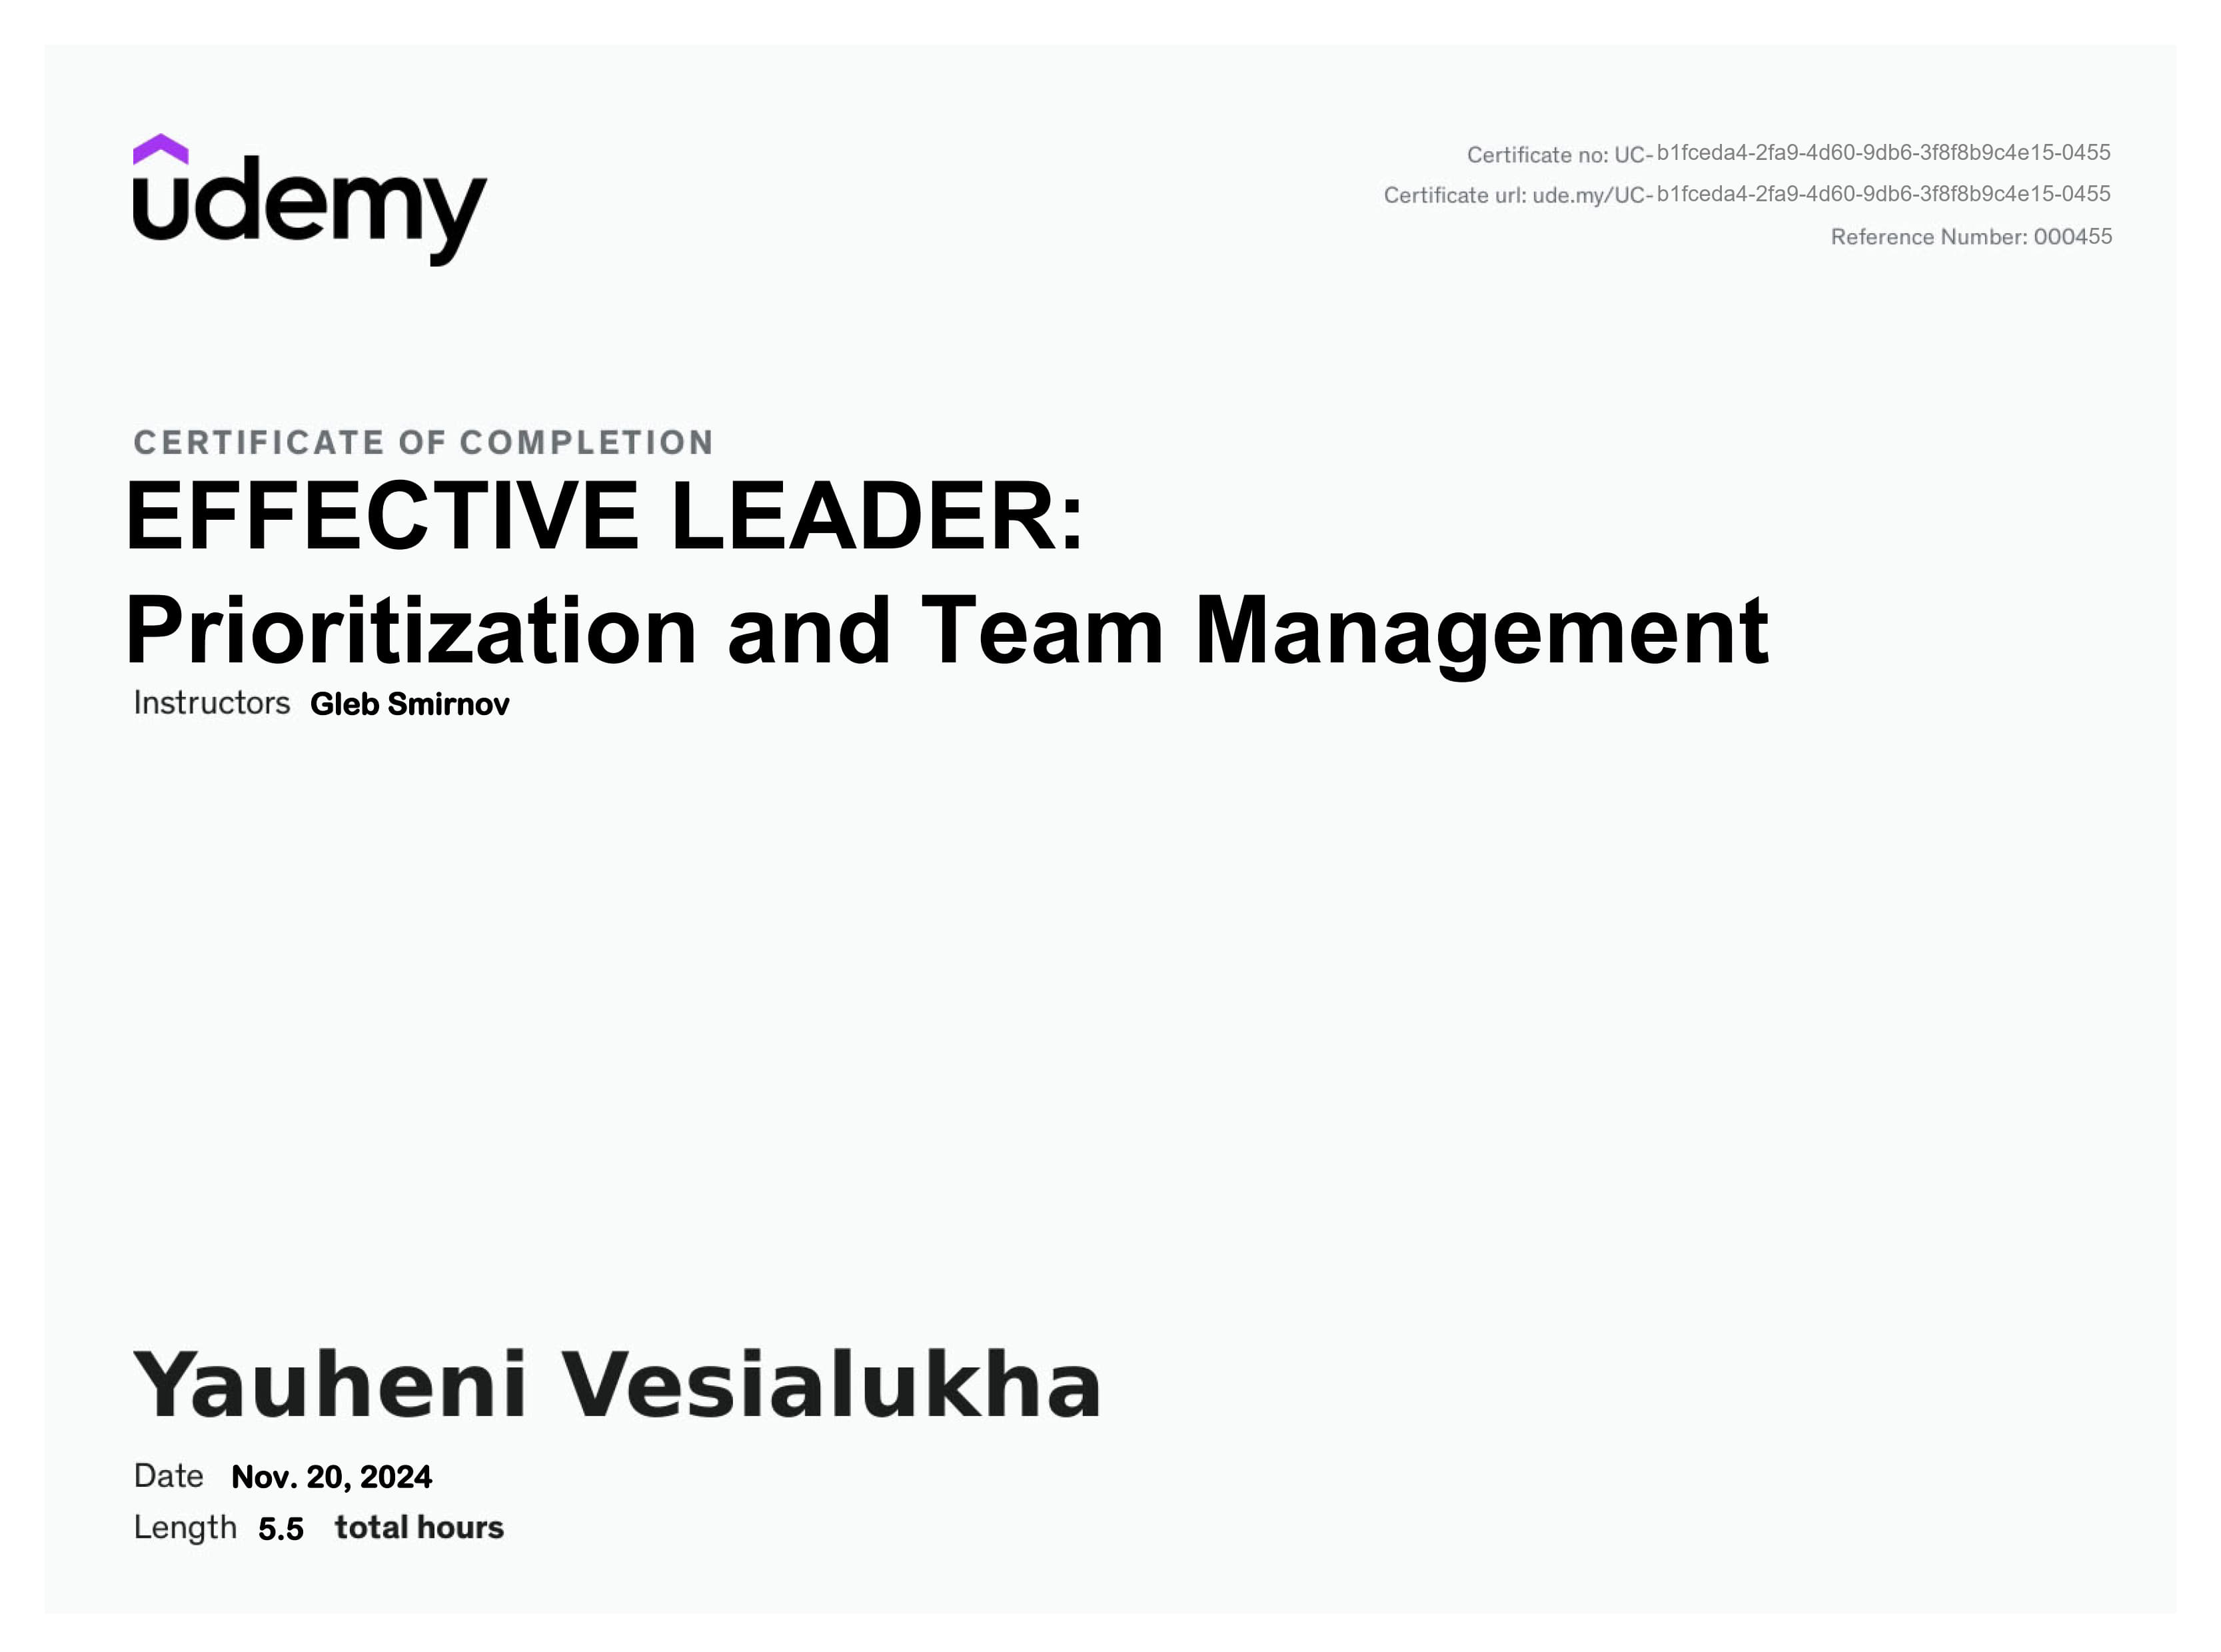 udemy
Certificate no: UC-b1fceda4-2fa9-4d60-9db6-3f8f8b9c4e15-0455
Certificate url: ude.my/UC-b1fceda4-2fa9-4d60-9db6-3f8f8b9c4e15-0455
Reference Number: 000455
CERTIFICATE OF COMPLETION
EFFECTIVE LEADER:
Prioritization and Team Management
Instructors Gleb Smirnov
Yauheni Vesialukha
Date Nov. 20, 2024
Length 5.5 total hours